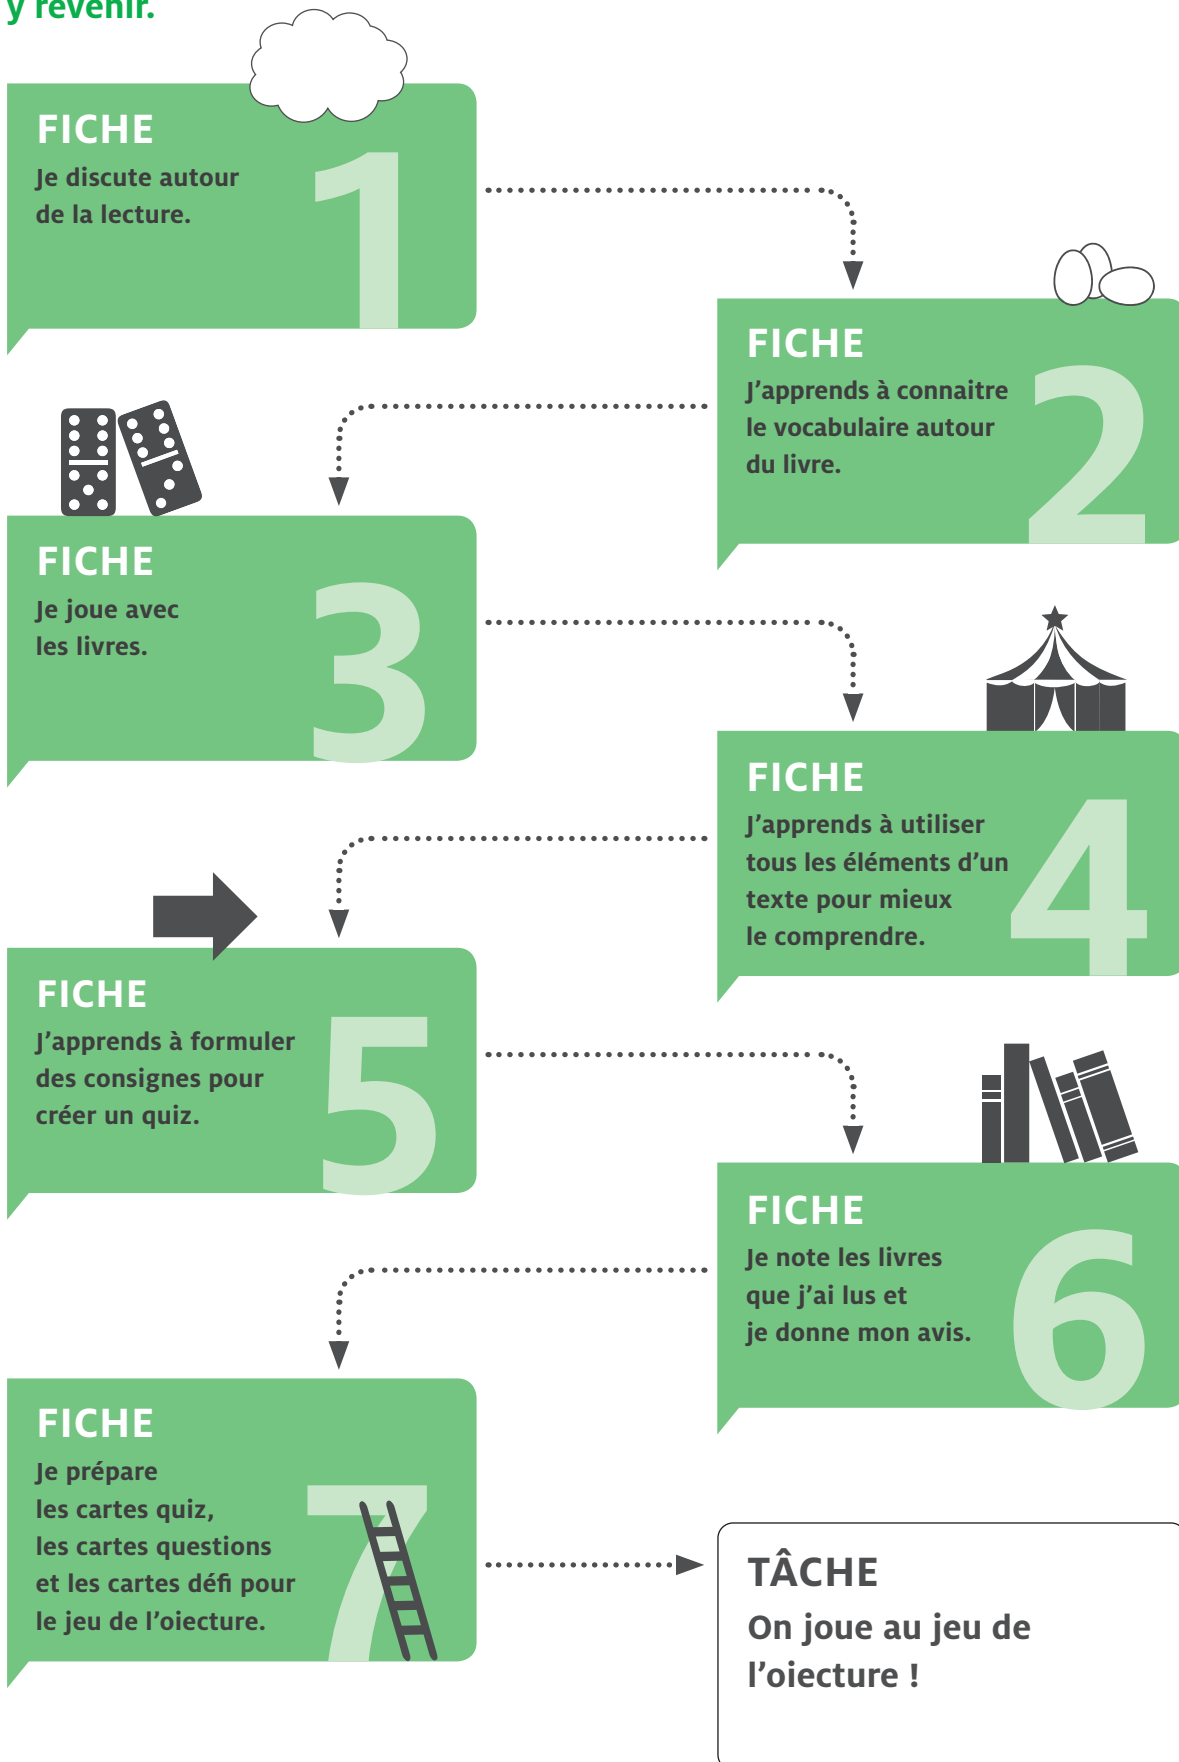 y revenir.
FICHE
1
Je discute autour
de la lecture.
FICHE
2
J’apprends à connaitre
le vocabulaire autour
du livre.
FICHE
3
Je joue avec
les livres.
FICHE
4
J’apprends à utiliser
tous les éléments d’un
texte pour mieux
le comprendre.
FICHE
5
J’apprends à formuler
des consignes pour
créer un quiz.
FICHE
6
Je note les livres
que j’ai lus et
je donne mon avis.
FICHE
7
Je prépare
les cartes quiz,
les cartes questions
et les cartes défi pour
le jeu de l’oiecture.
TÂCHE
On joue au jeu de
l’oiecture !